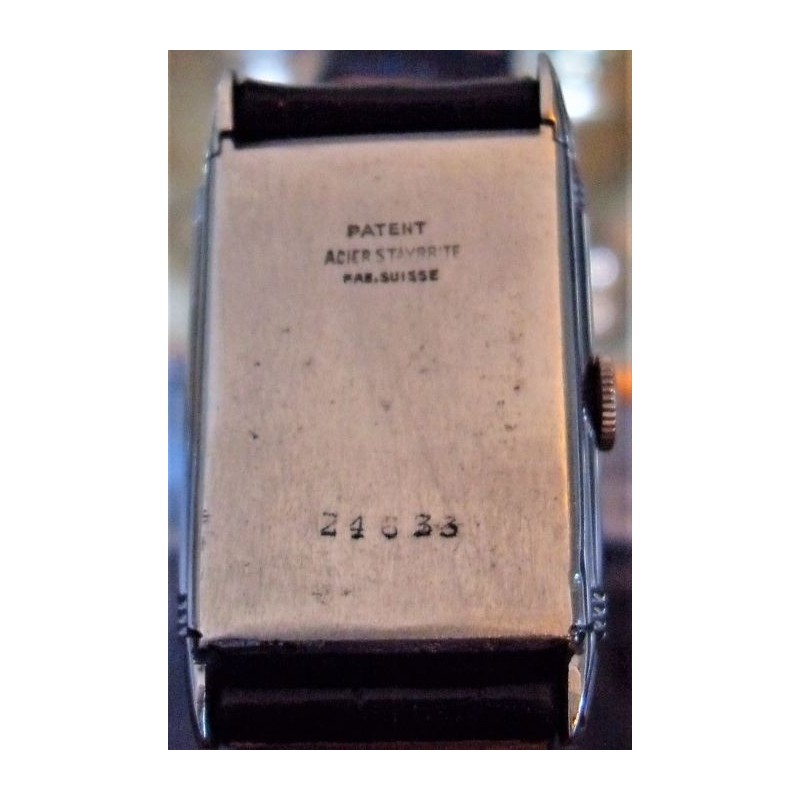 PATENT
ACIER STAYBRITE
FAB. SUISSE
24633